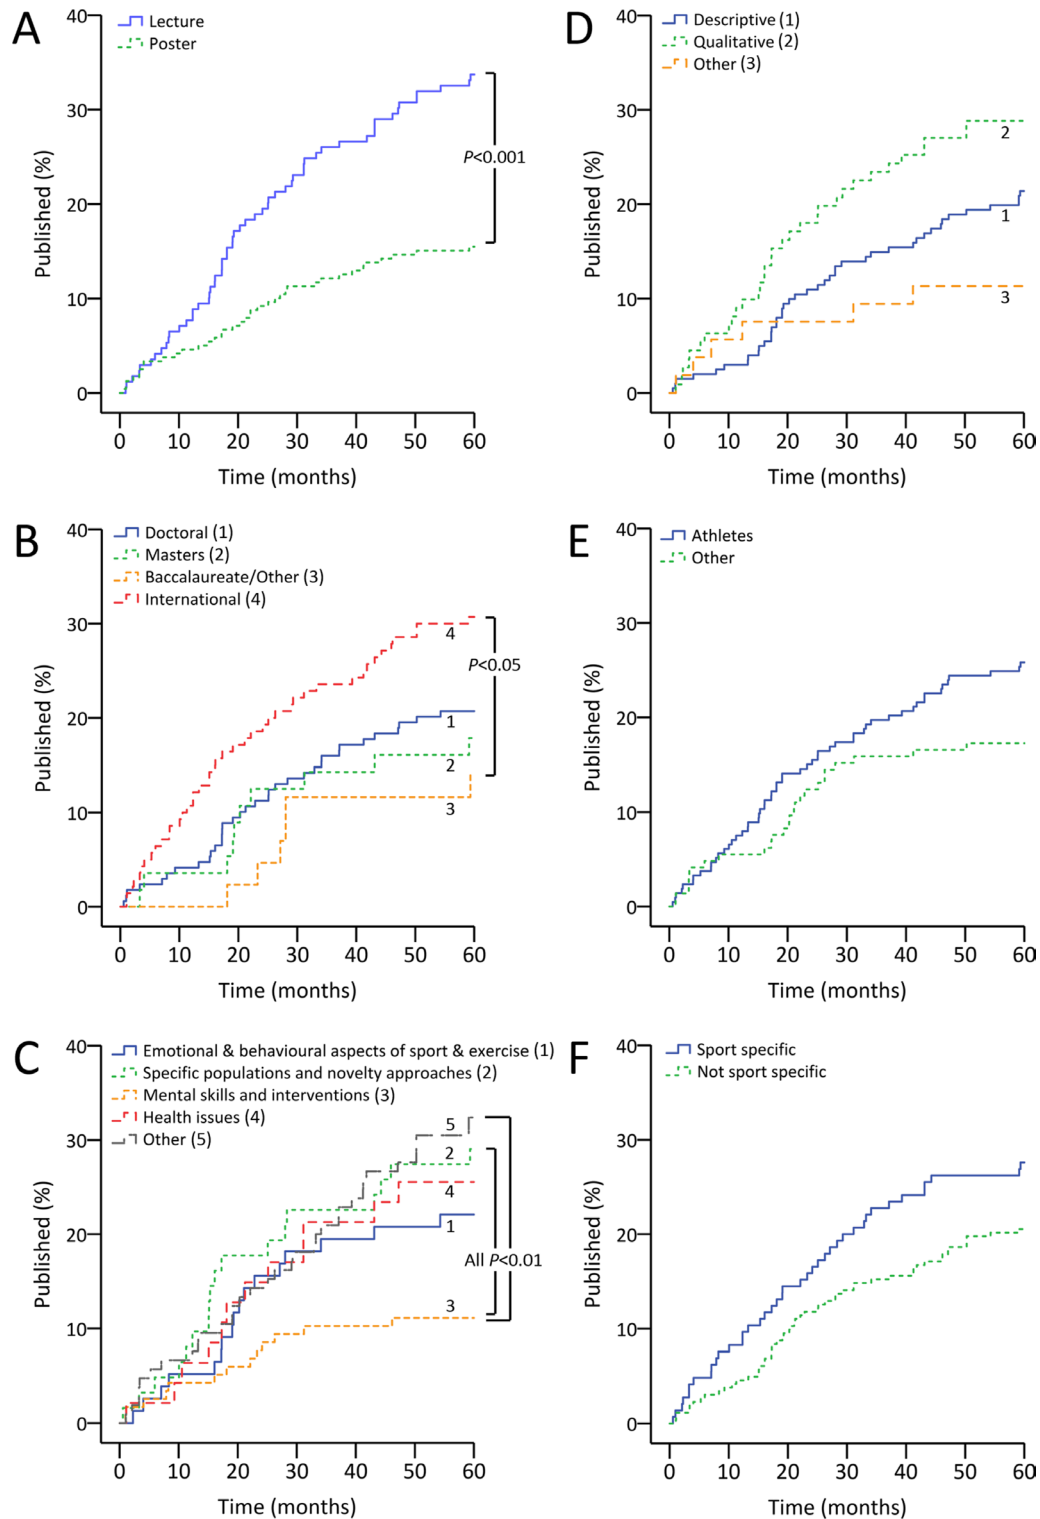 A
Lecture
Poster
40
30
20
10
0
Published (%)
P<0.001
0 10 20 30 40 50 60
Time (months)
D
Descriptive (1)
Qualitative (2)
Other (3)
40
30
20
10
0
Published (%)
2
1
3
0 10 20 30 40 50 60
Time (months)
B
Doctoral (1)
Masters (2)
Baccalaureate/Other (3)
International (4)
40
30
20
10
0
Published (%)
4
1
2
3
P<0.05
0 10 20 30 40 50 60
Time (months)
E
Athletes
Other
40
30
20
10
0
Published (%)
0 10 20 30 40 50 60
Time (months)
C
Emotional & behavioural aspects of sport & exercise (1)
Specific populations and novelty approaches (2)
Mental skills and interventions (3)
Health issues (4)
Other (5)
40
30
20
10
0
Published (%)
5
2
4
1
3
All P<0.01
0 10 20 30 40 50 60
Time (months)
F
Sport specific
Not sport specific
40
30
20
10
0
Published (%)
0 10 20 30 40 50 60
Time (months)